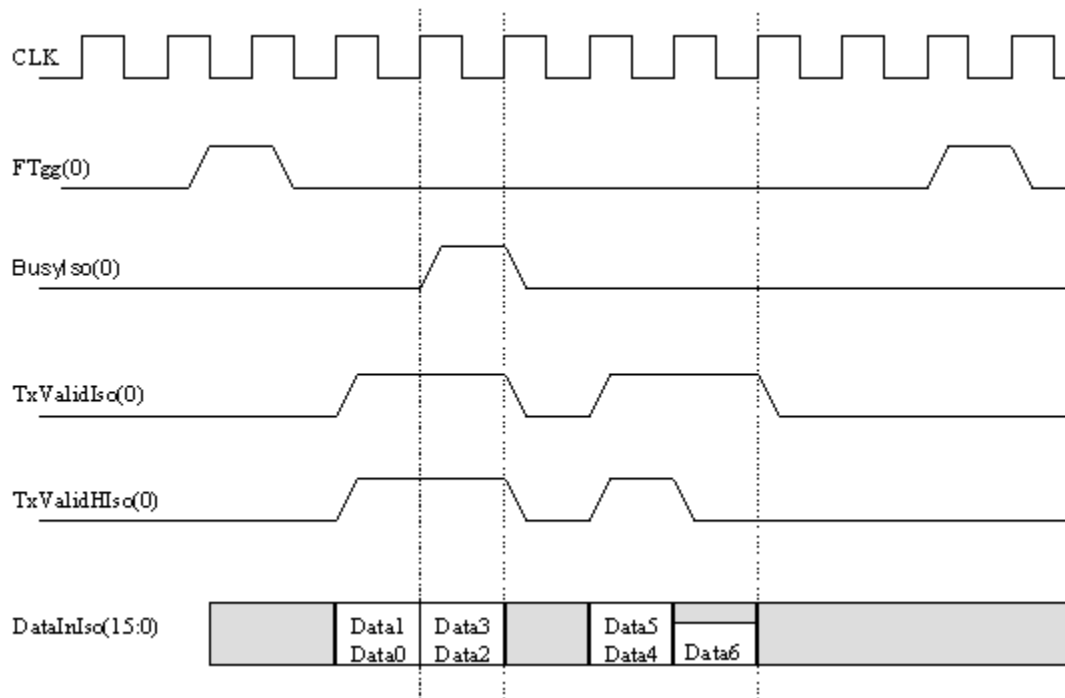 CLK
FTgg(0)
BusyIso(0)
TxValidIso(0)
TxValidHIso(0)
DataInIso(15:0)
Data1 Data3 Data5
Data0 Data2 Data4 Data6